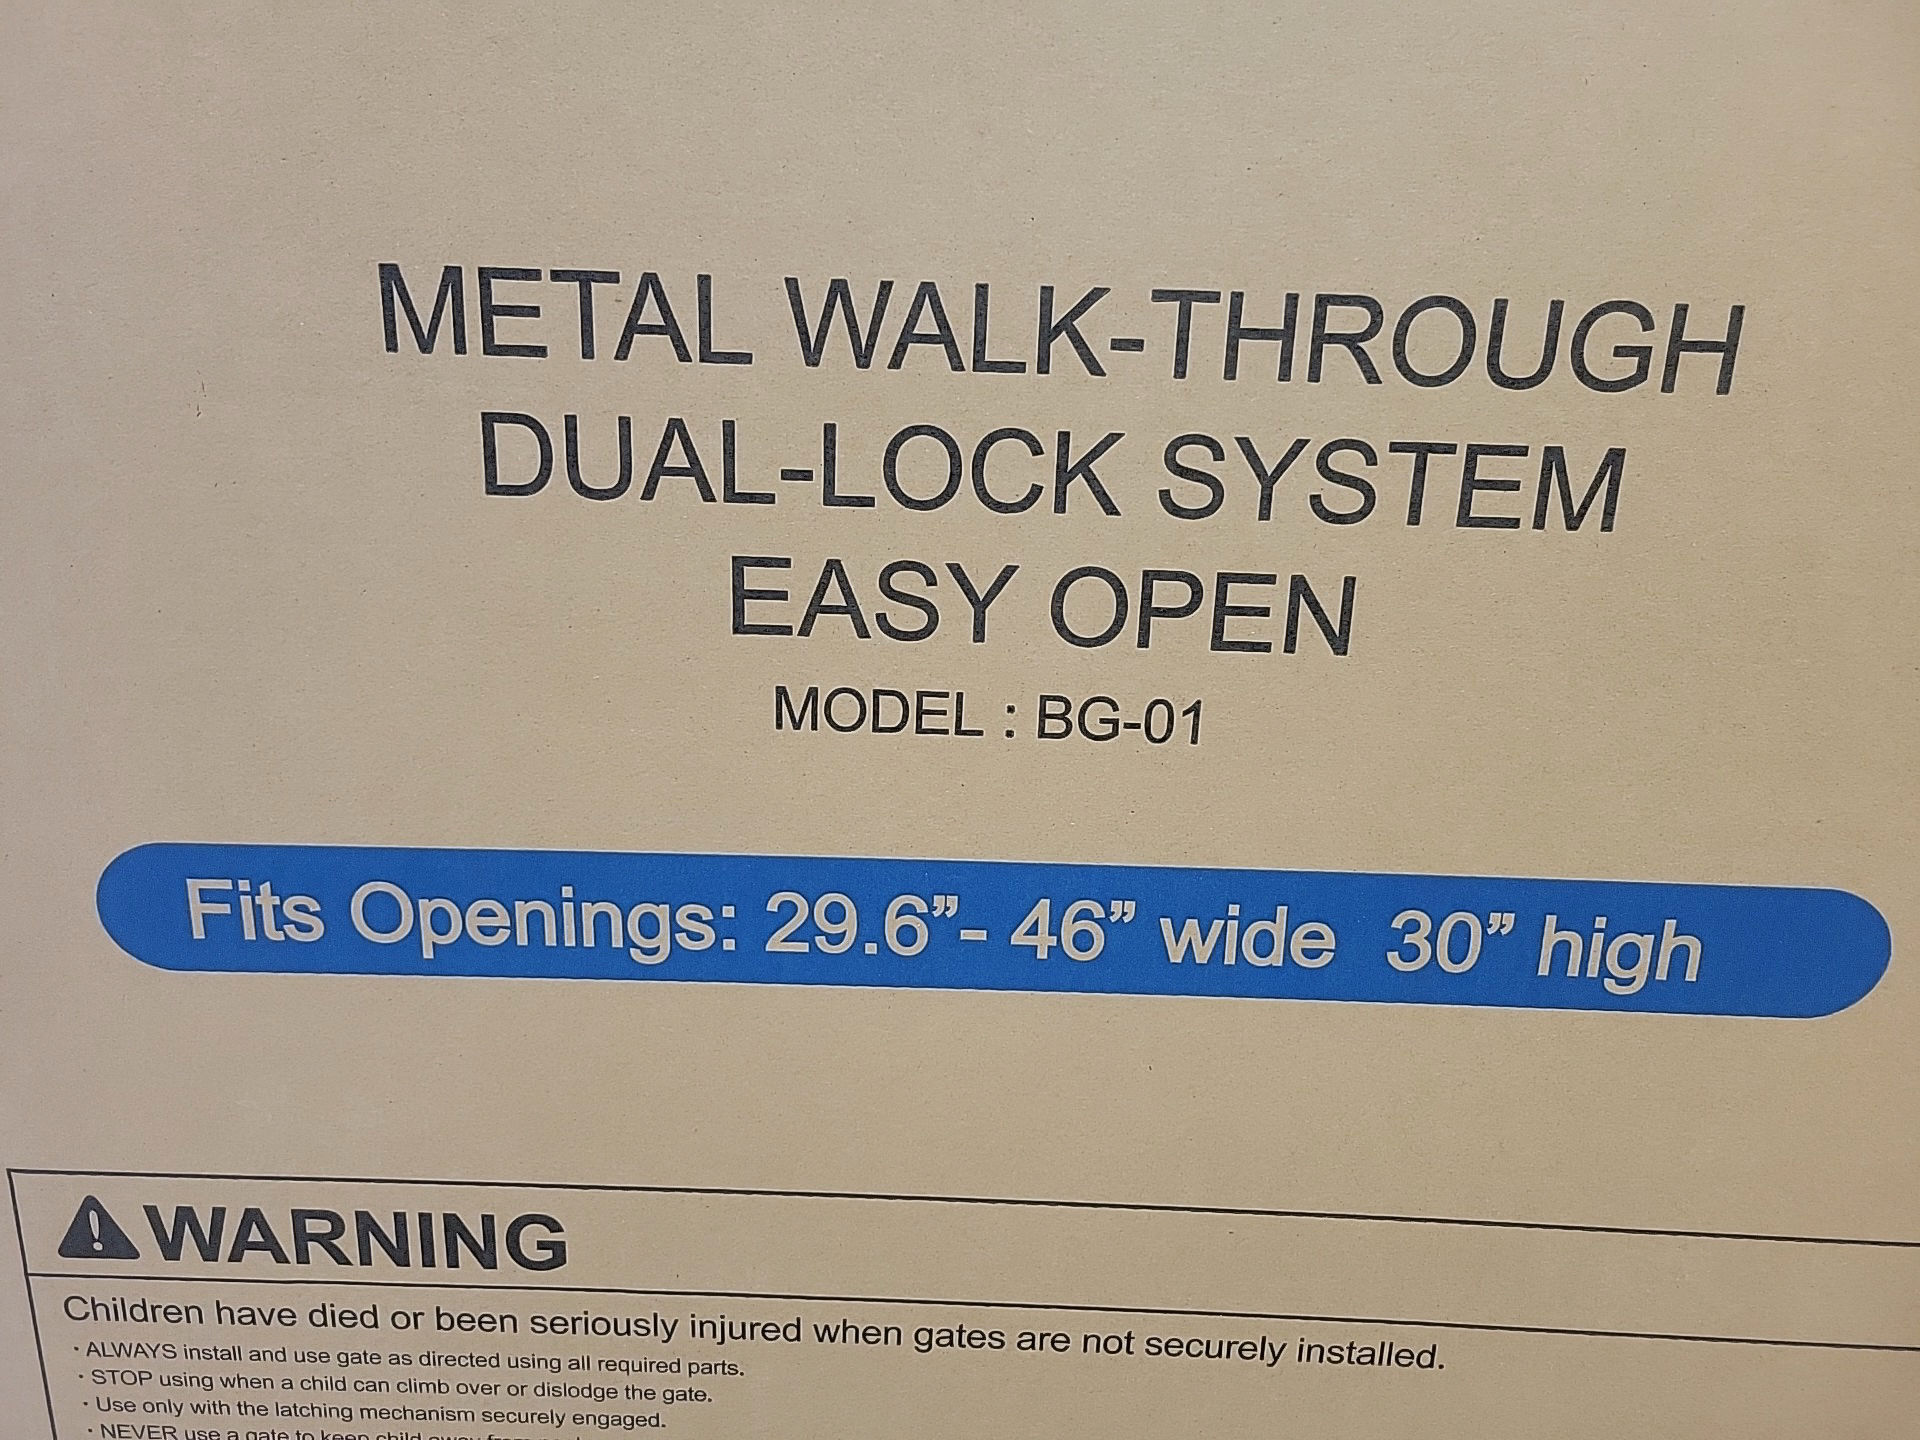 METAL WALK-THROUGH
DUAL-LOCK SYSTEM
EASY OPEN
MODEL : BG-01
Fits Openings: 29.6”- 46” wide 30” high
WARNING
Children have died or been seriously injured when gates are not securely installed.
· ALWAYS install and use gate as directed using all required parts.
· STOP using when a child can climb over or dislodge the gate.
· Use only with the latching mechanism securely engaged.
· NEVER use a gate to keep child away